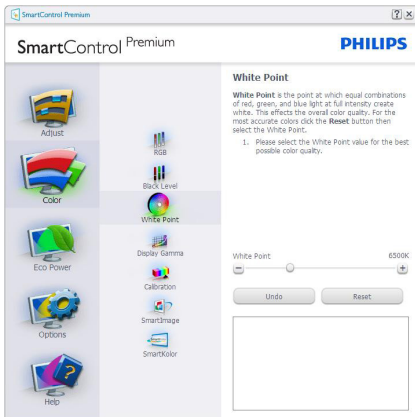 SmartControl Premium
SmartControl Premium
PHILIPS
Adjust
Color
Eco Power
Options
Help
RGB
Black Level
White Point
Display Gamma
Calibration
SmartImage
SmartKolor
White Point
White Point is the point at which equal combinations
of red, green, and blue light at full intensity create
white. This effects the overall color quality. For the
most accurate colors click the Reset button then
select the White Point.
1. Please select the White Point value for the best
possible color quality.
White Point 6500K
Undo Reset